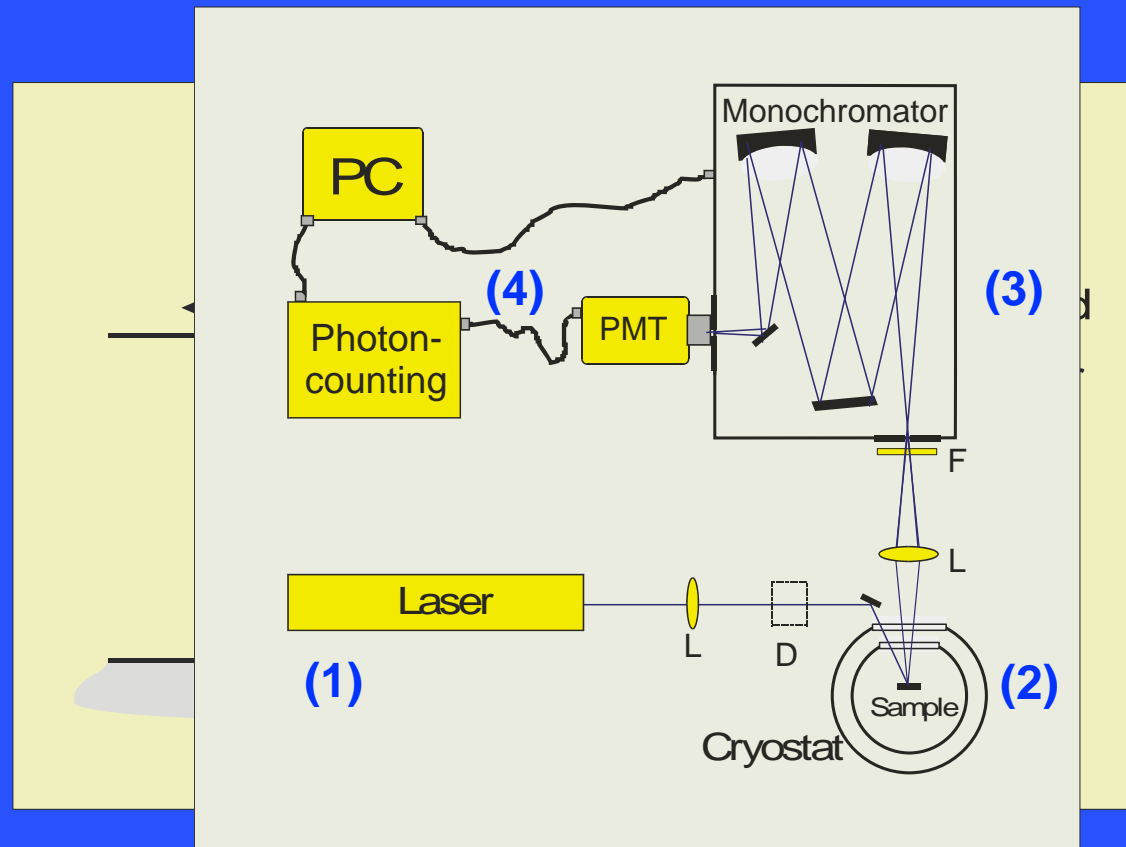 Monochromator
PC
(4)
(3)
d
Photon-
counting
PMT
F
L
Laser
L
D
(1)
(2)
Sample
Cryostat